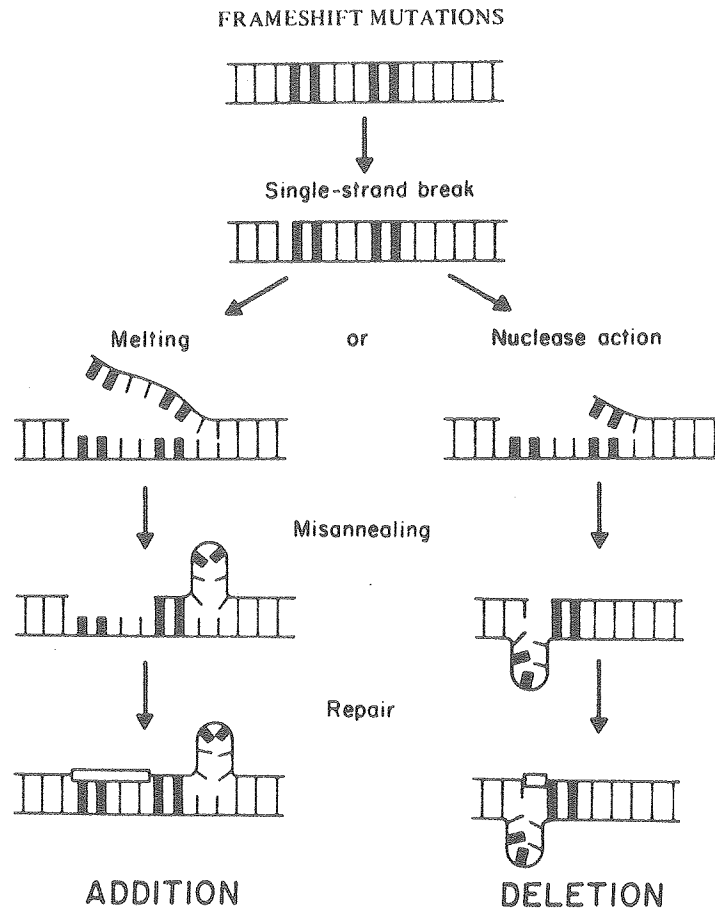 FRAMESHIFT MUTATIONS
Single-strand break
Melting or Nuclease action
Misannealing
Repair
ADDITION DELETION